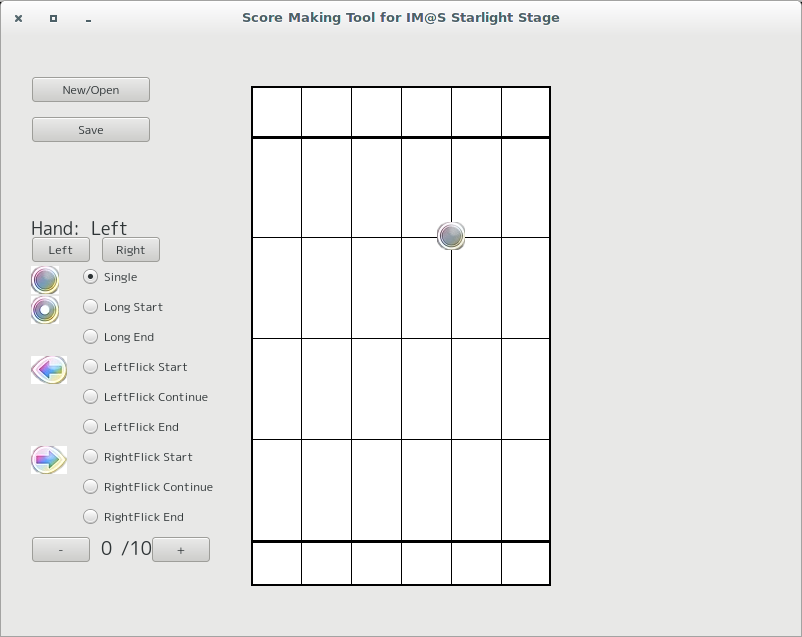 Score Making Tool for IM@S Starlight Stage
New/Open
Save
Hand: Left
Left Right
Single
Long Start
Long End
LeftFlick Start
LeftFlick Continue
LeftFlick End
RightFlick Start
RightFlick Continue
RightFlick End
- 0 /10 +